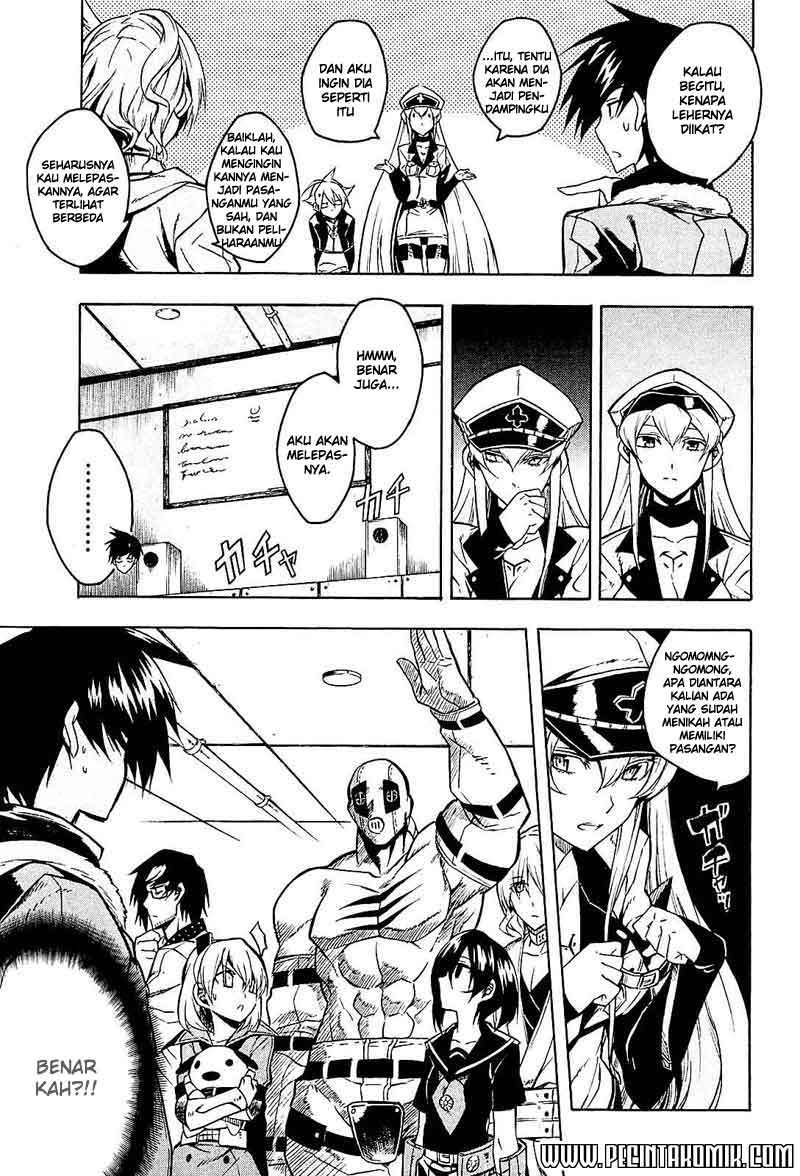 KALAU
BEGITU,
KENAPA
LEHERNYA
DIIKAT?
...ITU, TENTU
KARENA DIA
AKAN MEN-
JADI PEN-
DAMPINGKU
DAN AKU
INGIN DIA
SEPERTI
ITU
BAIKLAH,
KALAU KAU
MENGINGIN
KANNYA MEN-
JADI PASA-
NGANMU YANG
SAH, DAN
BUKAN PELI-
HARAANMU
SEHARUSNYA
KAU MELEPAS-
KANNYA, AGAR
TERLIHAT
BERBEDA
HMMM,
BENAR
JUGA...
AKU AKAN
MELEPAS-
NYA.
.........
カチ
ガチャ
NGOMOMNG-
NGOMONG,
APA DIANTARA
KALIAN ADA
YANG SUDAH
MENIKAH ATAU
MEMILIKI
PASANGAN?
ガチャッ
BENAR
KAH?!!
WWW.PECINTAKOMIK.COM